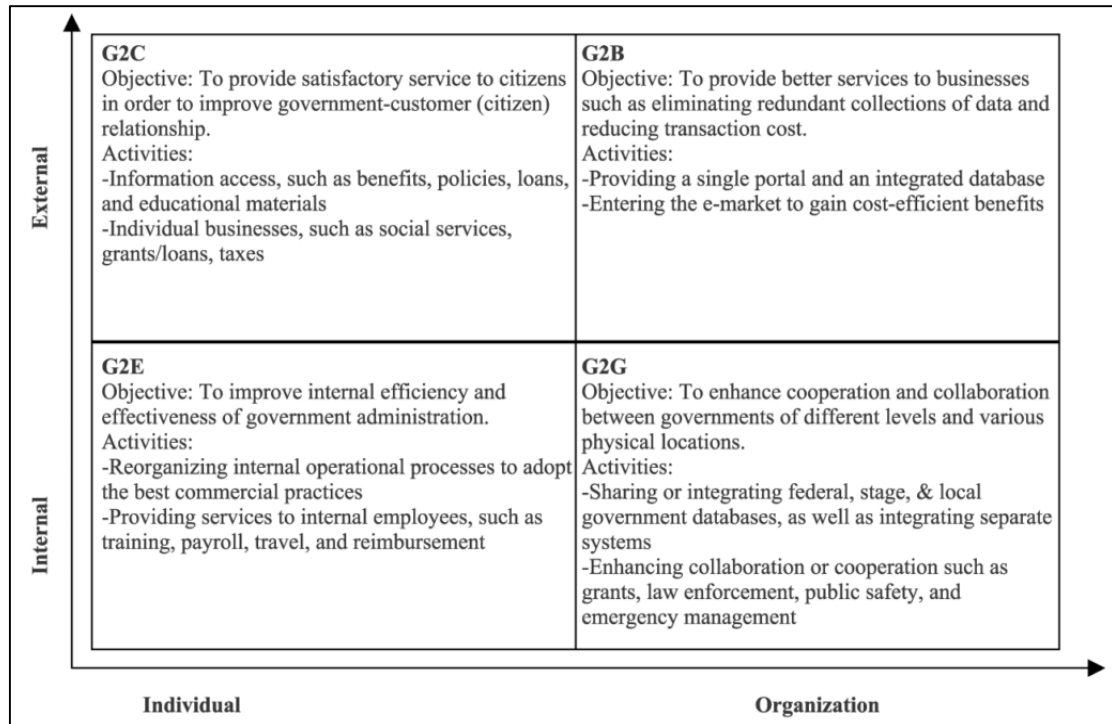 External
G2C
Objective: To provide satisfactory service to citizens
in order to improve government-customer (citizen)
relationship.
Activities:
-Information access, such as benefits, policies, loans,
and educational materials
-Individual businesses, such as social services,
grants/loans, taxes
G2B
Objective: To provide better services to businesses
such as eliminating redundant collections of data and
reducing transaction cost.
Activities:
-Providing a single portal and an integrated database
-Entering the e-market to gain cost-efficient benefits
Internal
G2E
Objective: To improve internal efficiency and
effectiveness of government administration.
Activities:
-Reorganizing internal operational processes to adopt
the best commercial practices
-Providing services to internal employees, such as
training, payroll, travel, and reimbursement
G2G
Objective: To enhance cooperation and collaboration
between governments of different levels and various
physical locations.
Activities:
-Sharing or integrating federal, stage, & local
government databases, as well as integrating separate
systems
-Enhancing collaboration or cooperation such as
grants, law enforcement, public safety, and
emergency management
Individual
Organization